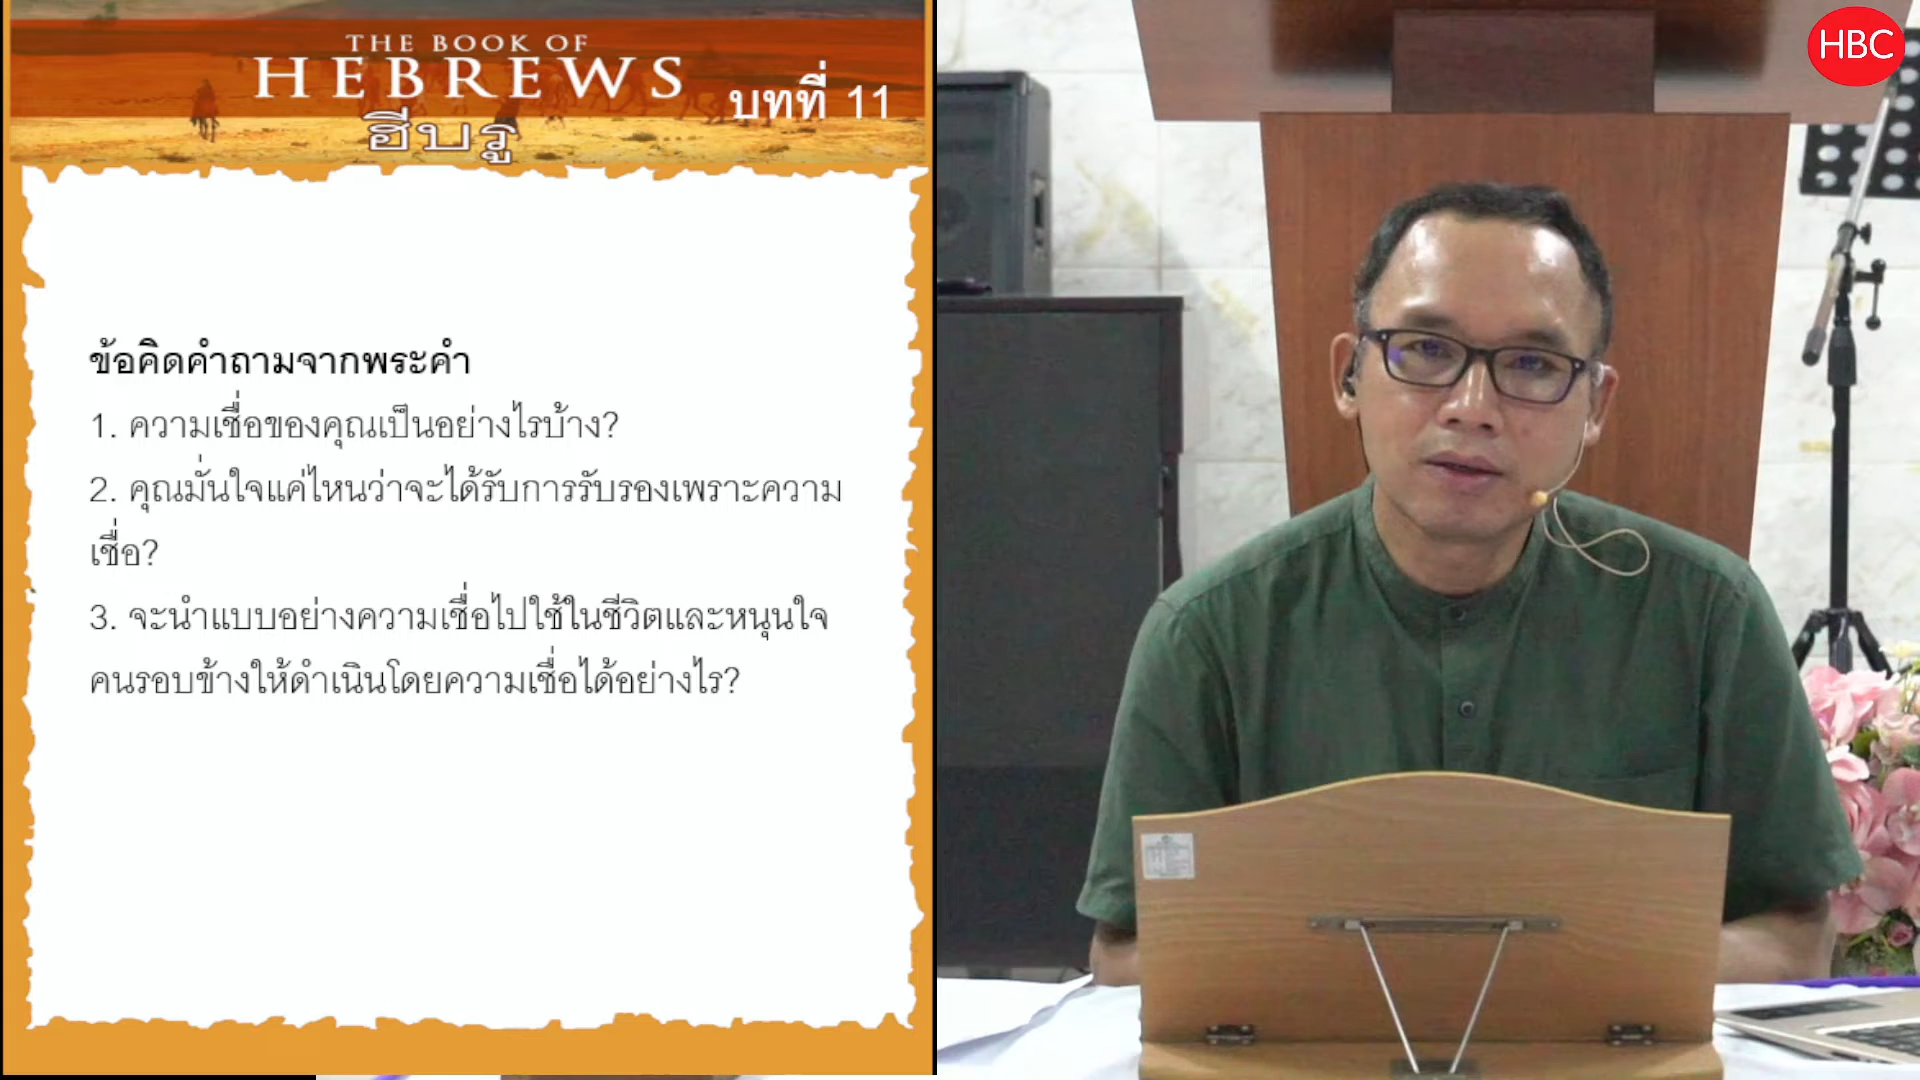 THE BOOK OF
HEBREWS
บทที่ 11
ฮีบรู
ข้อคิดคำถามจากพระคำ
1. ความเชื่อของคุณเป็นอย่างไรบ้าง?
2. คุณมั่นใจแค่ไหนว่าจะได้รับการรับรองเพราะความ
เชื่อ?
3. จะนำแบบอย่างความเชื่อไปใช้ในชีวิตและหนุนใจ
คนรอบข้างให้ดำเนินโดยความเชื่อได้อย่างไร?
HBC